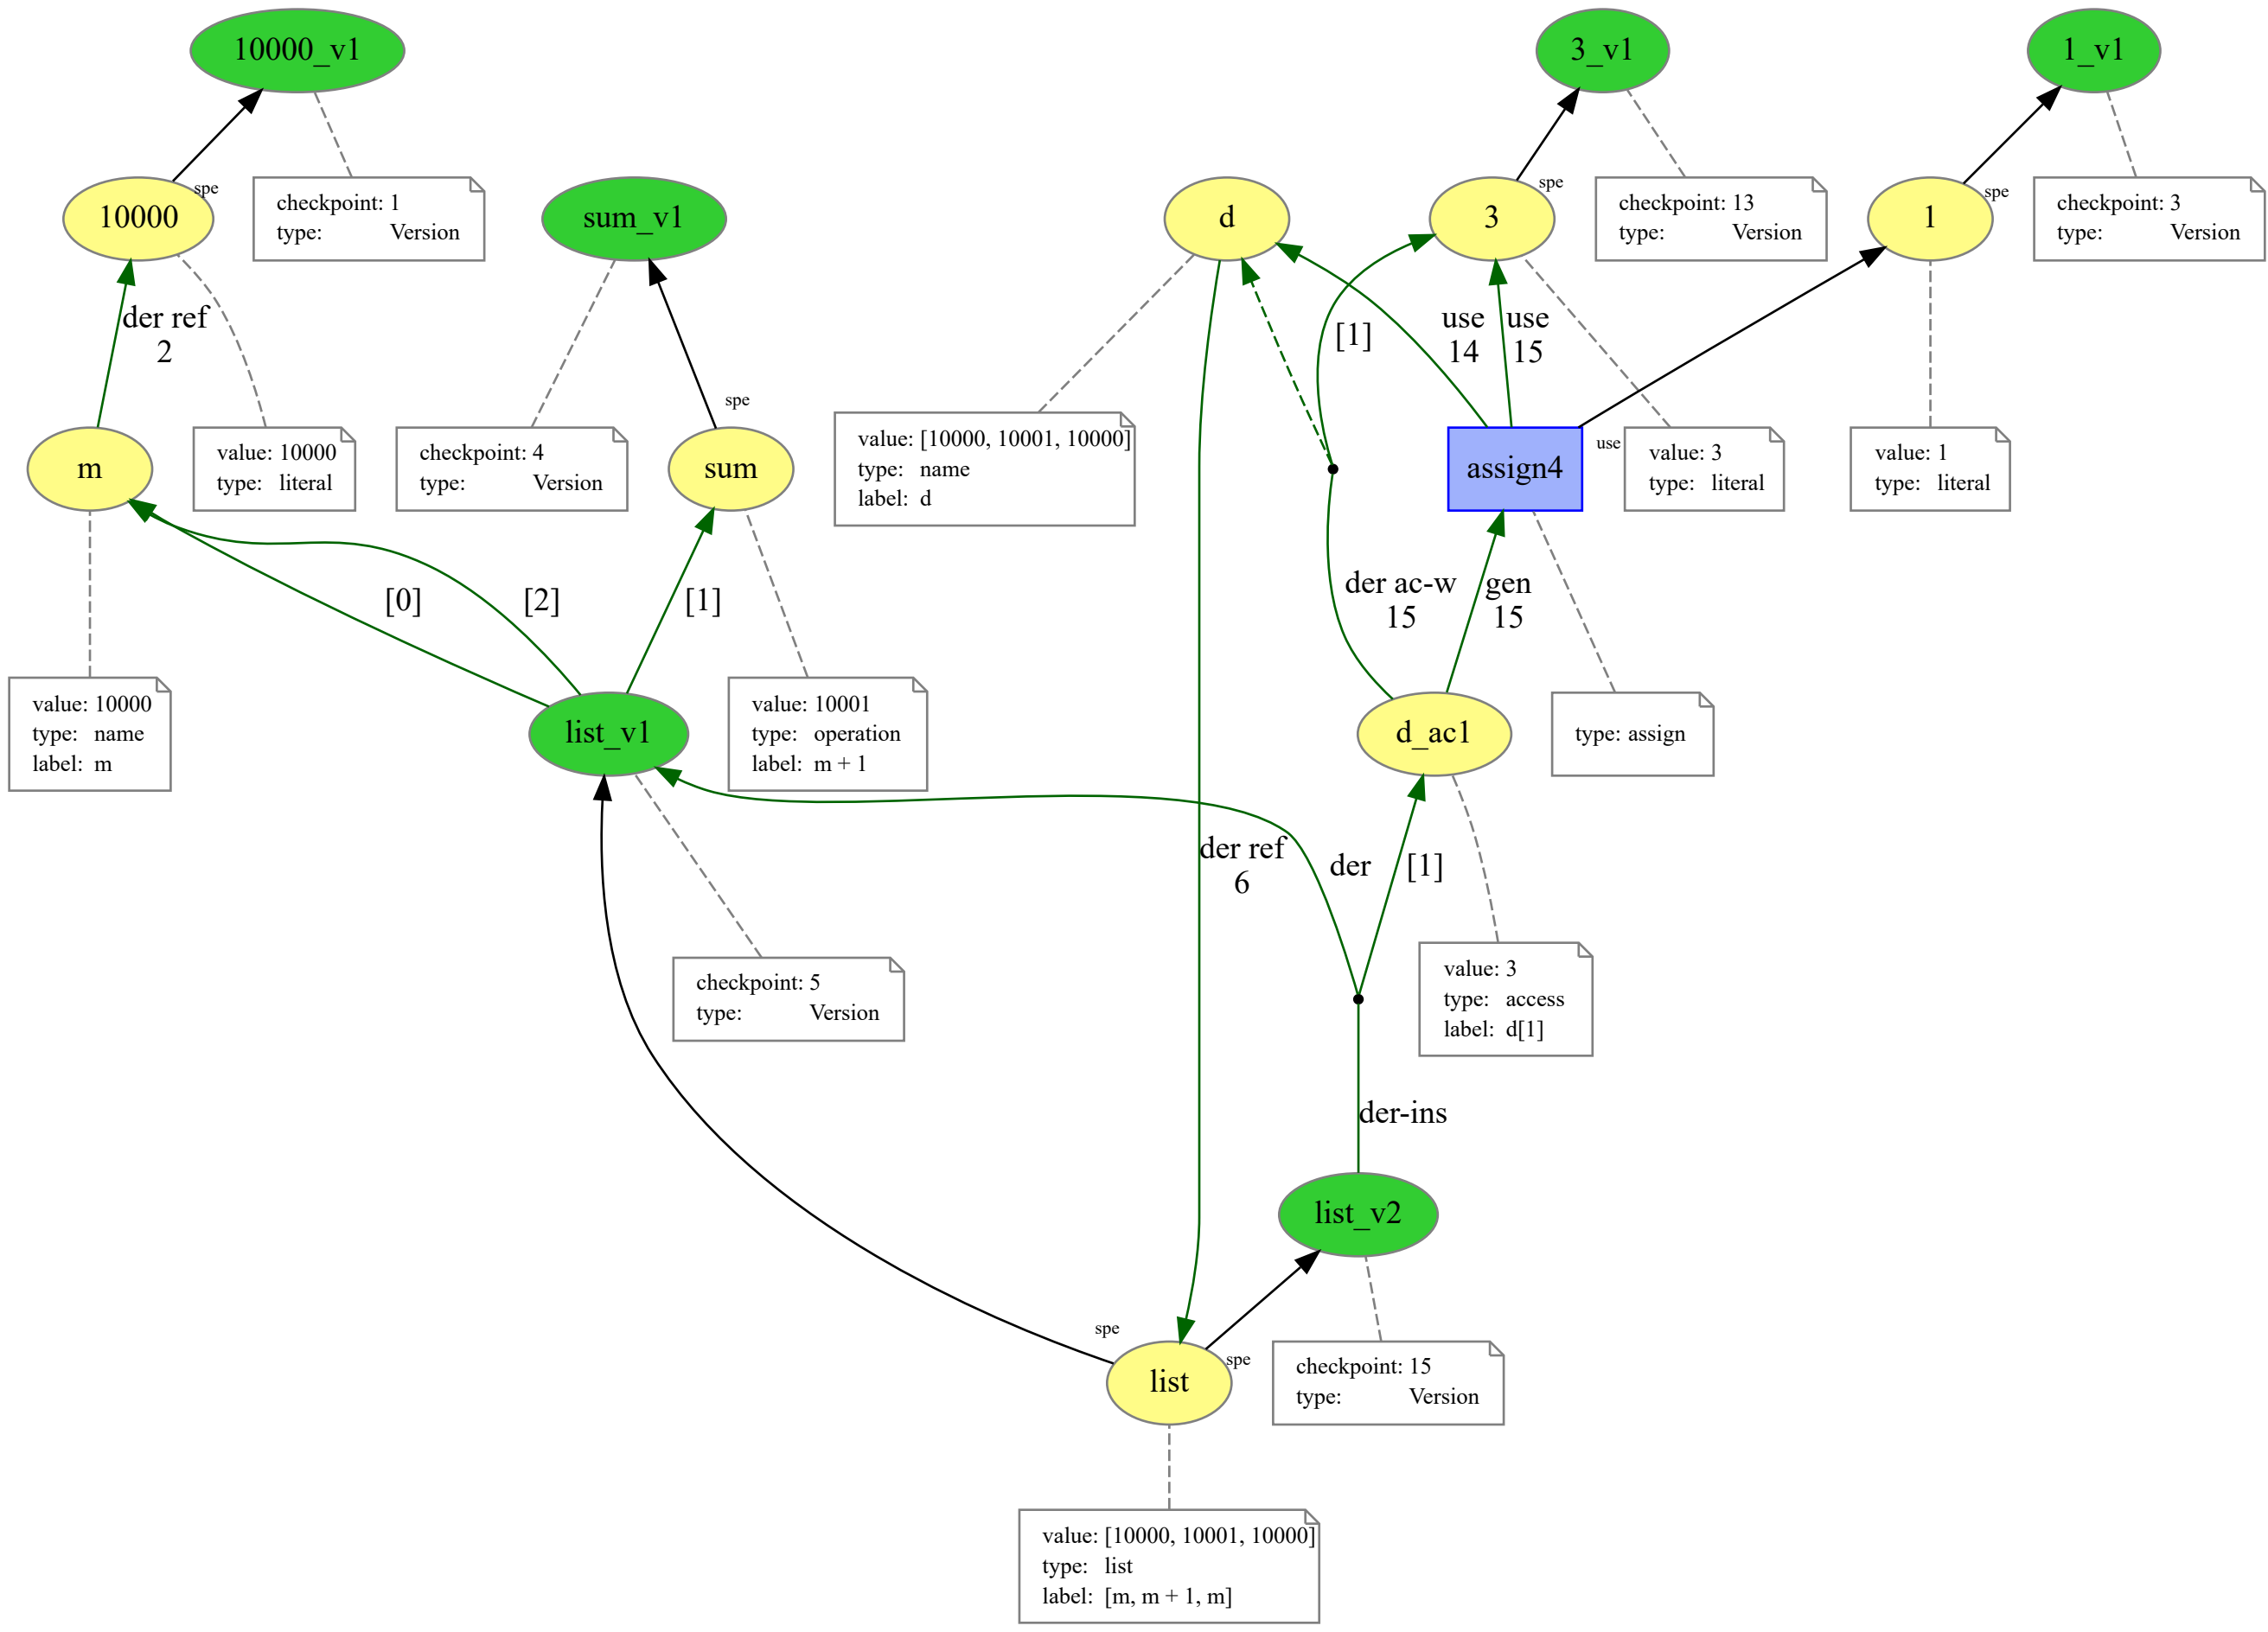 10000_v1
3_v1
1_v1
spe
spe
spe
10000
checkpoint: 1
type: Version
sum_v1
d
3
checkpoint: 13
type: Version
1
checkpoint: 3
type: Version
der ref
2
[1]
use
14
use
15
spe
m
value: 10000
type: literal
checkpoint: 4
type: Version
sum
value: [10000, 10001, 10000]
type: name
label: d
assign4
use
value: 3
type: literal
value: 1
type: literal
[0]
[2]
[1]
der ac-w
15
gen
15
value: 10000
type: name
label: m
list_v1
value: 10001
type: operation
label: m + 1
d_ac1
type: assign
der ref
6
der
[1]
checkpoint: 5
type: Version
value: 3
type: access
label: d[1]
der-ins
list_v2
spe
spe
list
checkpoint: 15
type: Version
value: [10000, 10001, 10000]
type: list
label: [m, m + 1, m]